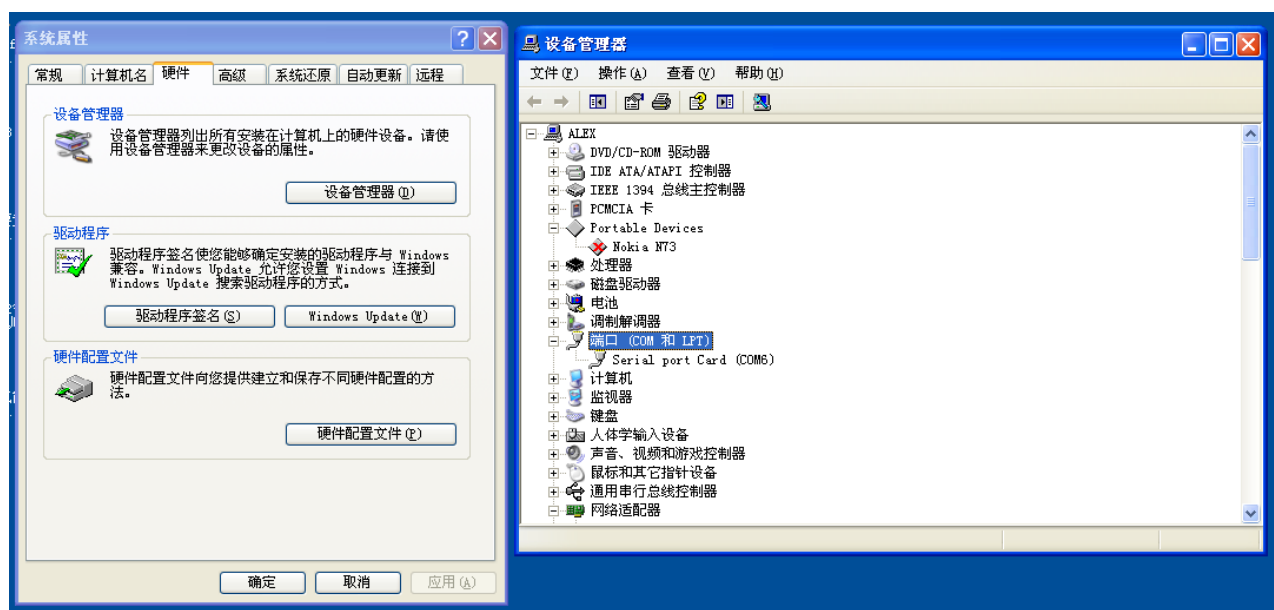 系统属性
常规 计算机名 硬件 高级 系统还原 自动更新 远程
设备管理器
设备管理器列出所有安装在计算机上的硬件设备。请使
用设备管理器来更改设备的属性。
设备管理器(D)
驱动程序
驱动程序签名使您能够确定安装的驱动程序与 Windows
兼容。Windows Update 允许您设置 Windows 连接到
Windows Update 搜索驱动程序的方式。
驱动程序签名(S) Windows Update(W)
硬件配置文件
硬件配置文件向您提供建立和保存不同硬件配置的方
法。
硬件配置文件(P)
确定 取消 应用(A)
设备管理器
文件(F) 操作(A) 查看(V) 帮助(H)
ALEX
DVD/CD-ROM 驱动器
IDE ATA/ATAPI 控制器
IEEE 1394 总线主控制器
PCMCIA 卡
Portable Devices
Nokia N73
处理器
磁盘驱动器
电池
调制解调器
端口 (COM 和 LPT)
Serial port Card (COM6)
计算机
监视器
键盘
人体学输入设备
声音、视频和游戏控制器
鼠标和其它指针设备
通用串行总线控制器
网络适配器